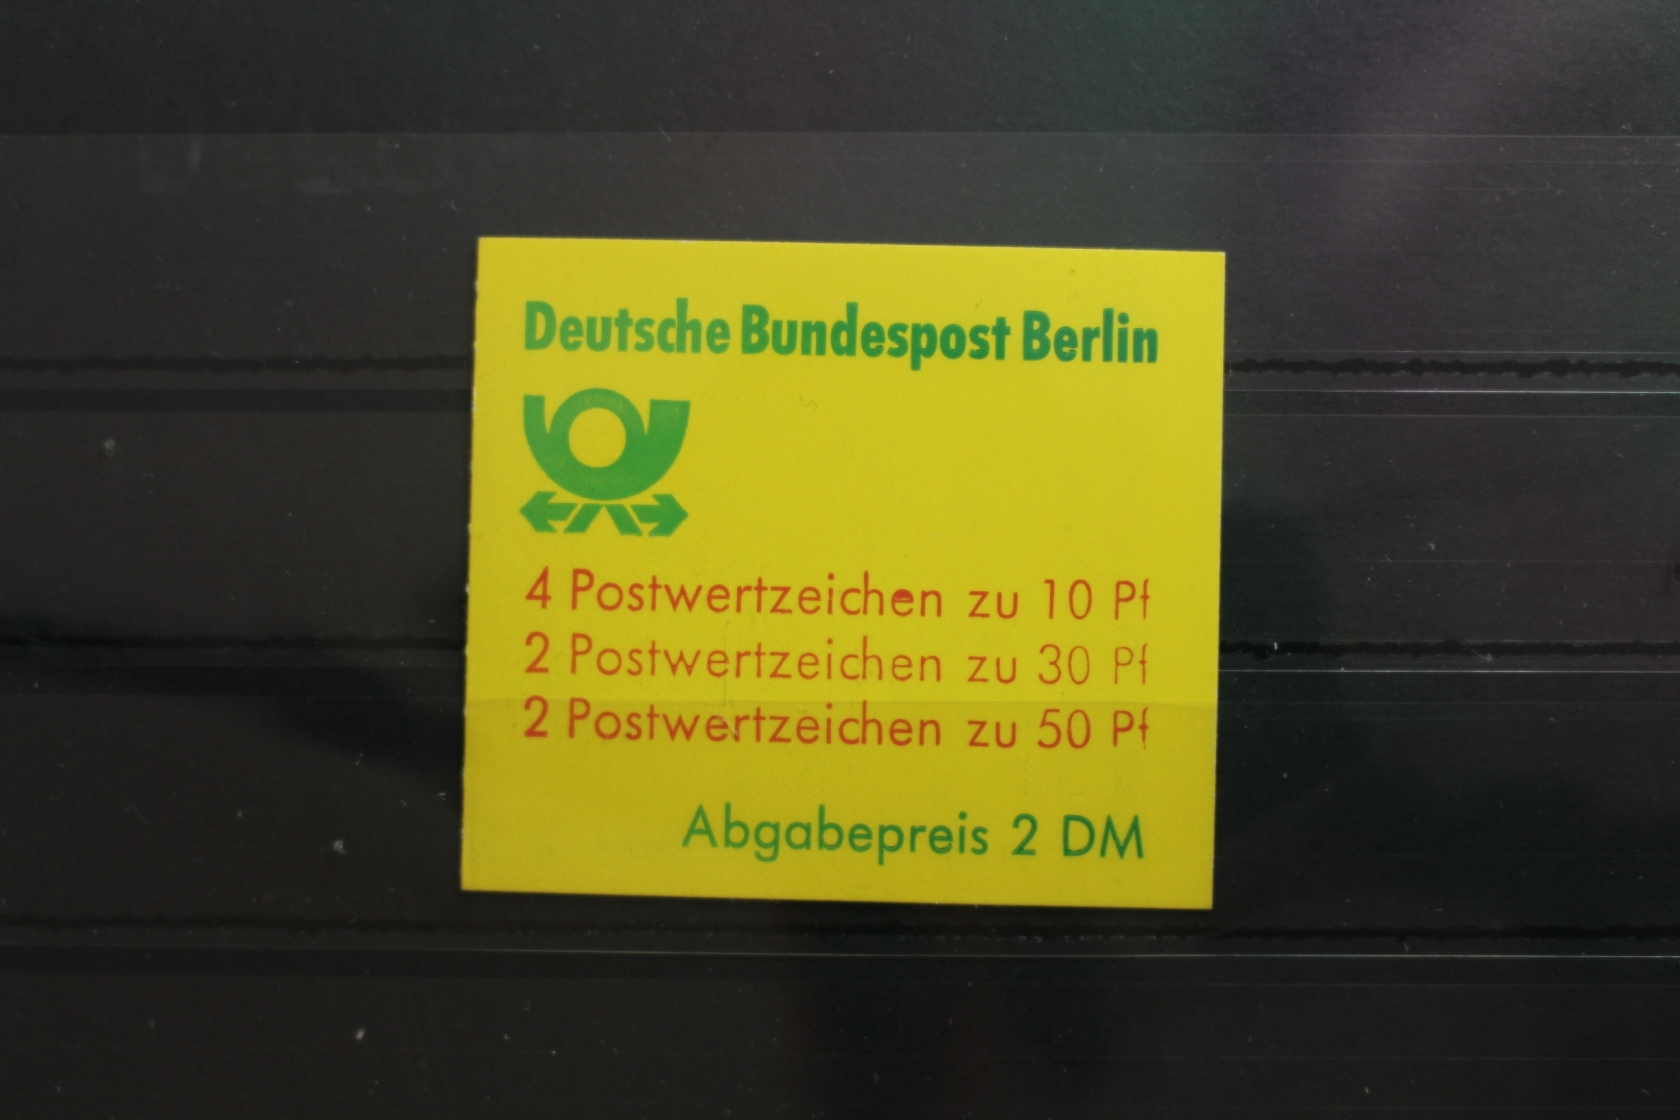 Deutsche Bundespost Berlin
4 Postwertzeichen zu 10 Pf
2 Postwertzeichen zu 30 Pf
2 Postwertzeichen zu 50 Pf
Abgabepreis 2 DM